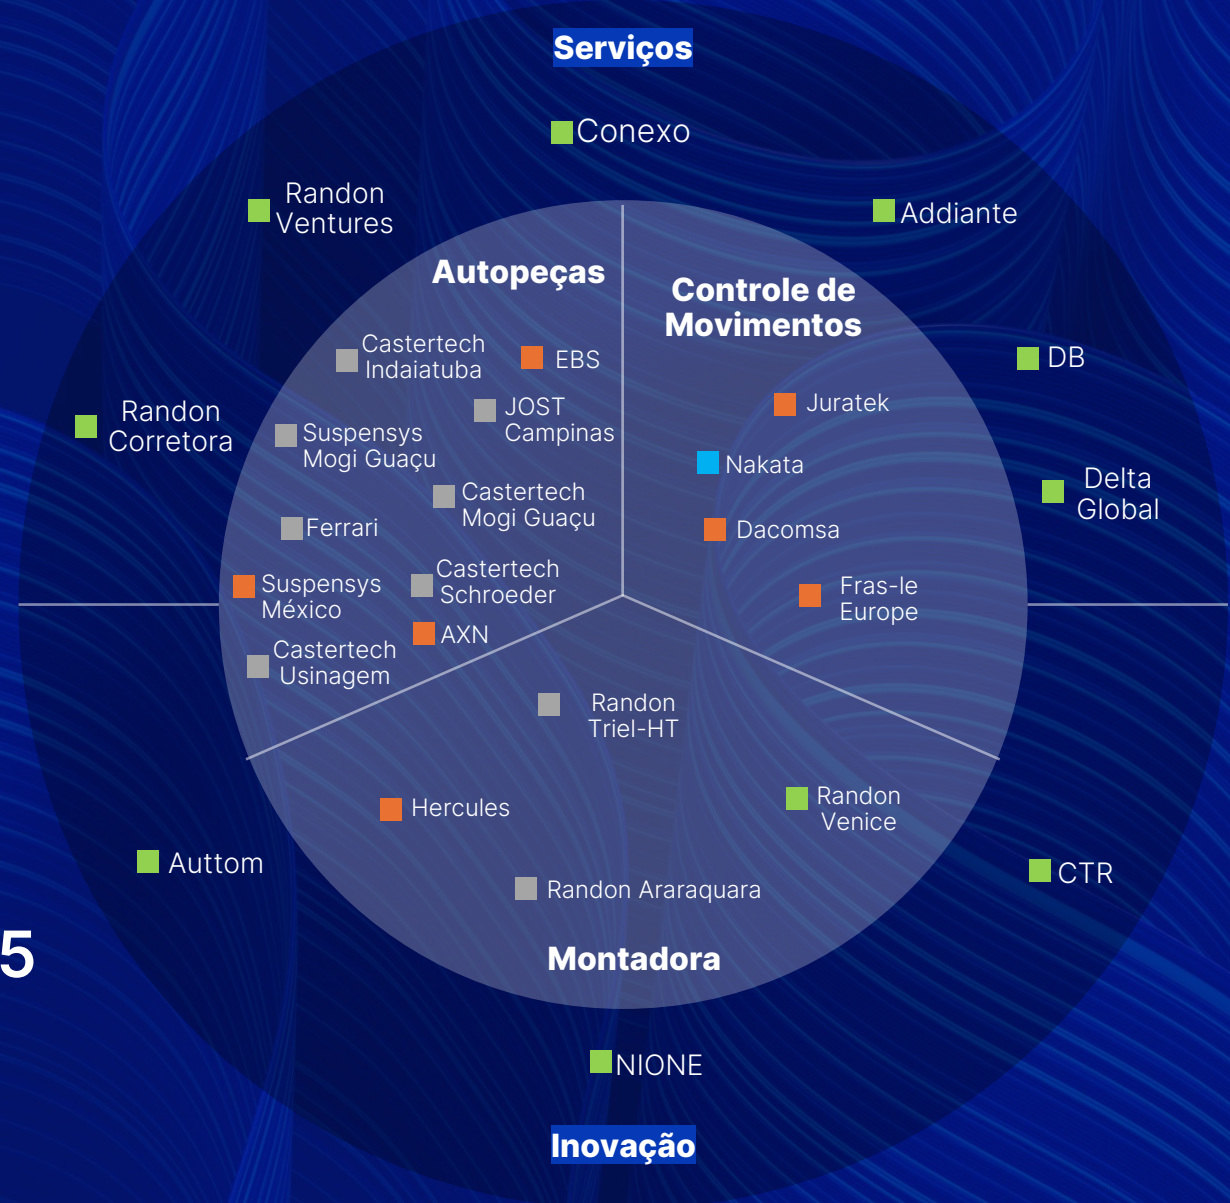 Serviços
Conexo
Randon
Ventures
Addiante
Autopeças
Controle de
Movimentos
Castertech
Indaiatuba
EBS
DB
Randon
Corretora
JOST
Campinas
Juratek
Suspensys
Mogi Guaçu
Nakata
Delta
Global
Castertech
Mogi Guaçu
Ferrari
Dacomsa
Suspensys
México
Castertech
Schroeder
Fras-le
Europe
AXN
Castertech
Usinagem
Randon
Triel-HT
Hercules
Randon
Venice
Auttom
CTR
Randon Araraquara
5
Montadora
NIONE
Inovação